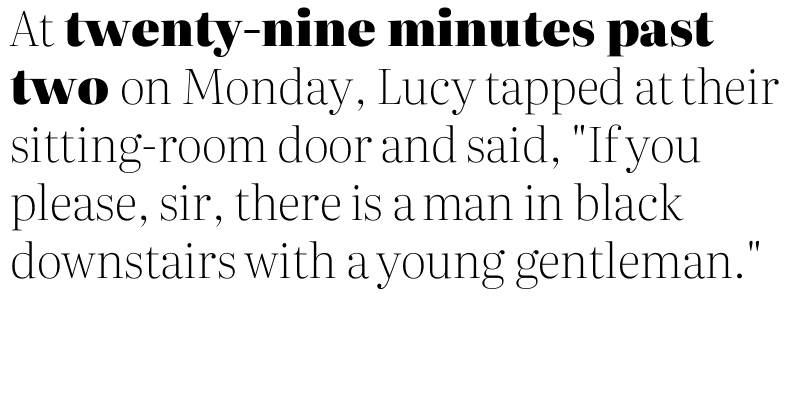 At twenty-nine minutes past
two on Monday, Lucy tapped at their
sitting-room door and said, "If you
please, sir, there is a man in black
downstairs with a young gentleman."